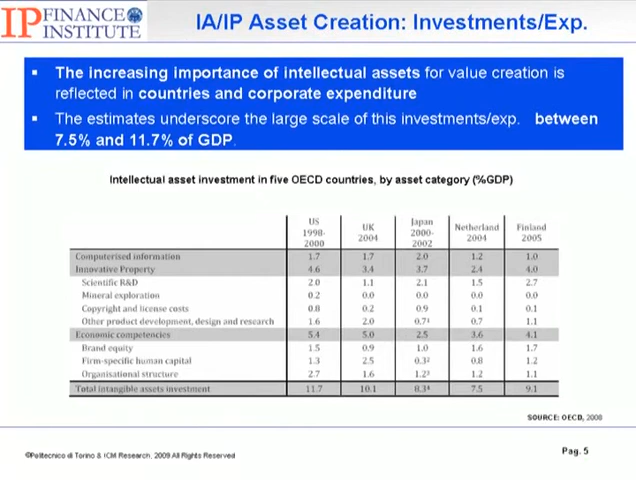 IP FINANCE
INSTITUTE
IA/IP Asset Creation: Investments/Exp.
▪ The increasing importance of intellectual assets for value creation is
reflected in countries and corporate expenditure
▪ The estimates underscore the large scale of this investments/exp. between
7.5% and 11.7% of GDP.
Intellectual asset investment in five OECD countries, by asset category (%GDP)
US 1998-2000 UK 2004 Japan 2000-2002 Netherland 2004 Finland 2005
Computerised information 1.7 1.7 2.0 1.2 1.0
Innovative Property 4.6 3.4 3.7 2.4 4.0
Scientific R&D 2.0 1.1 2.1 1.5 2.7
Mineral exploration 0.2 0.0 0.0 0.0 0.0
Copyright and license costs 0.8 0.2 0.9 0.1 0.1
Other product development, design and research 1.6 2.0 0.7¹ 0.7 1.1
Economic competencies 5.4 5.0 2.5 3.6 4.1
Brand equity 1.5 0.9 1.0 1.6 1.7
Firm-specific human capital 1.3 2.5 0.3² 0.8 1.2
Organisational structure 2.7 1.6 1.2³ 1.2 1.1
Total intangible assets investment 11.7 10.1 8.3⁴ 7.5 9.1
SOURCE: OECD, 2008
©Politecnico di Torino & ICM Research, 2009 All Rights Reserved
Pag. 5